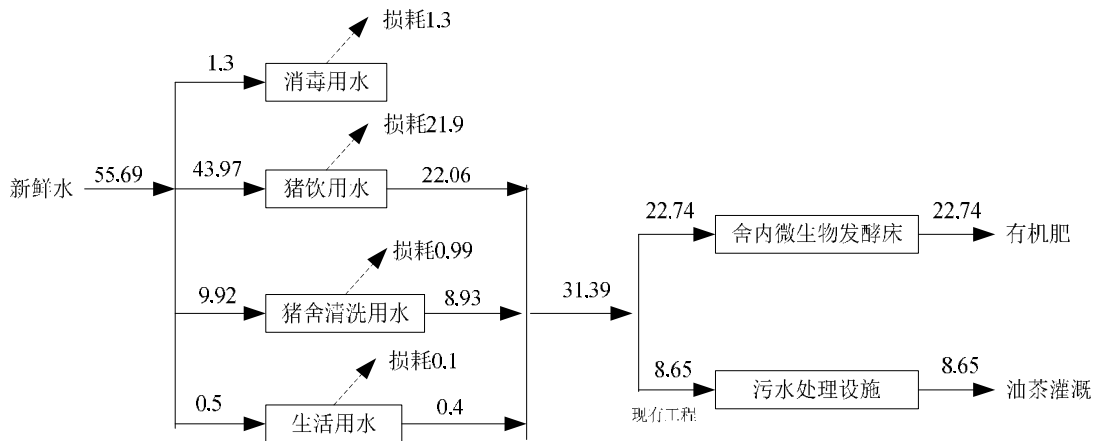 损耗1.3
1.3
消毒用水
损耗21.9
新鲜水
55.69
43.97
猪饮用水
22.06
22.74
舍内微生物发酵床
22.74
有机肥
损耗0.99
9.92
猪舍清洗用水
8.93
31.39
损耗0.1
8.65
污水处理设施
8.65
油茶灌溉
现有工程
0.5
生活用水
0.4